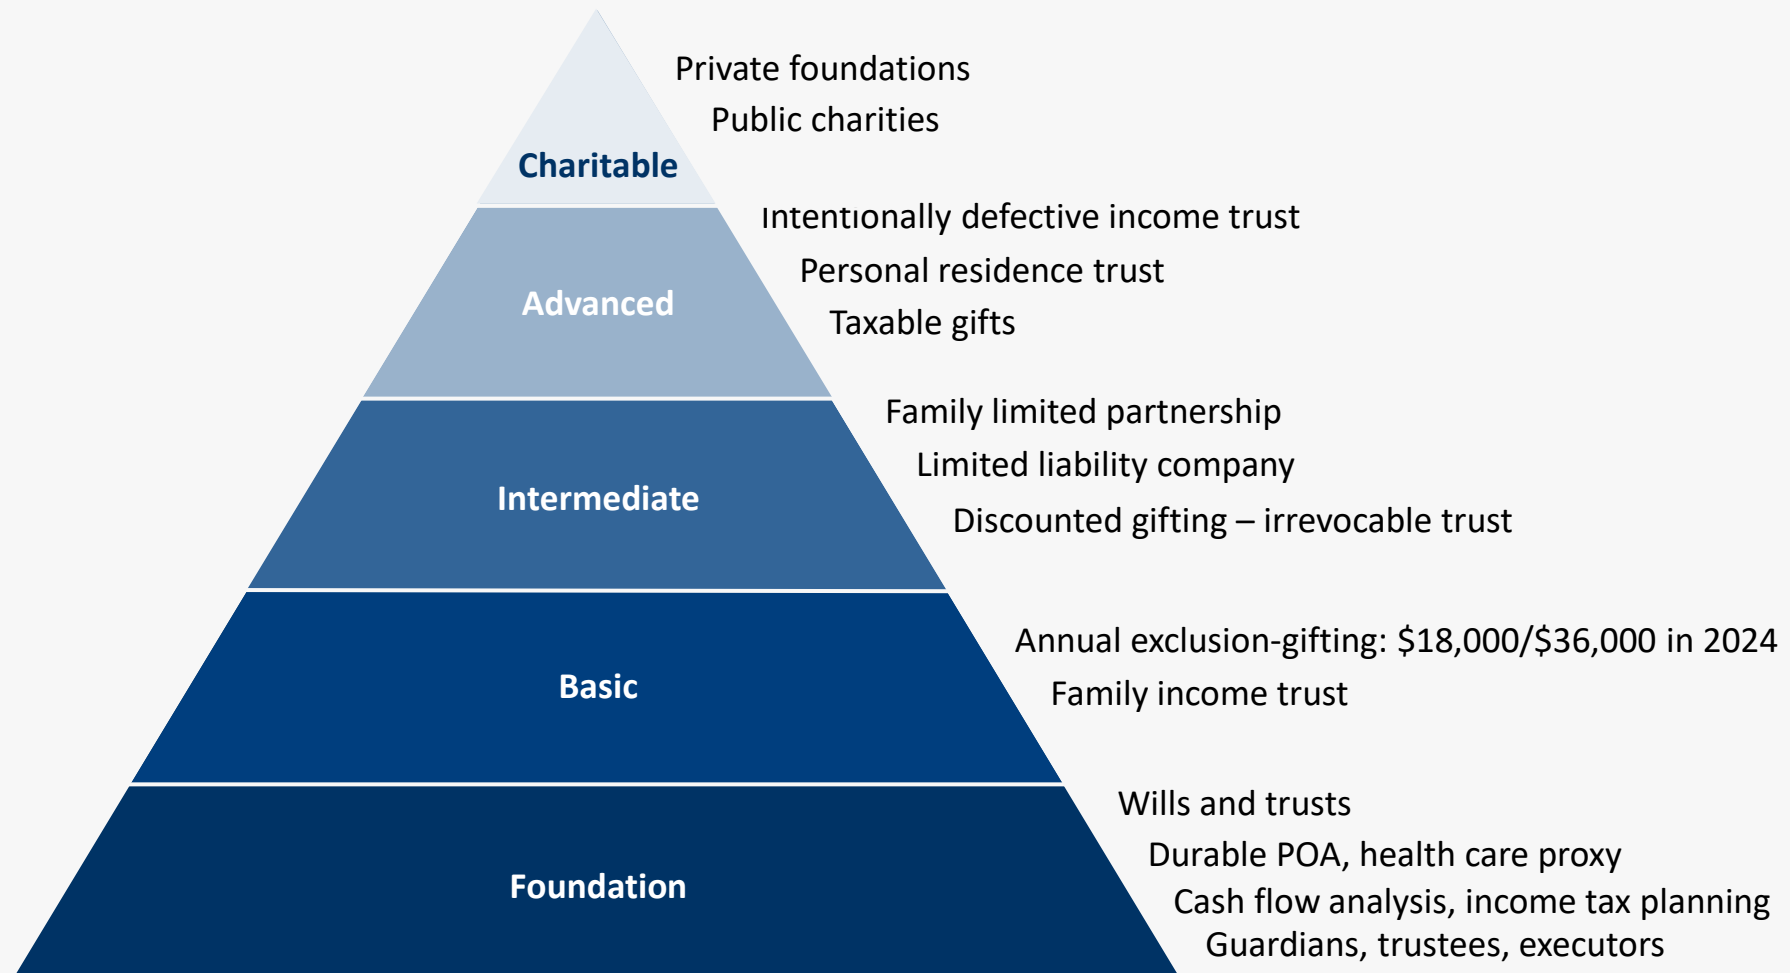 Private foundations
Public charities
Charitable
Intentionally defective income trust
Personal residence trust
Advanced
Taxable gifts
Family limited partnership
Limited liability company
Intermediate
Discounted gifting – irrevocable trust
Annual exclusion-gifting: $18,000/$36,000 in 2024
Basic
Family income trust
Wills and trusts
Durable POA, health care proxy
Foundation
Cash flow analysis, income tax planning
Guardians, trustees, executors